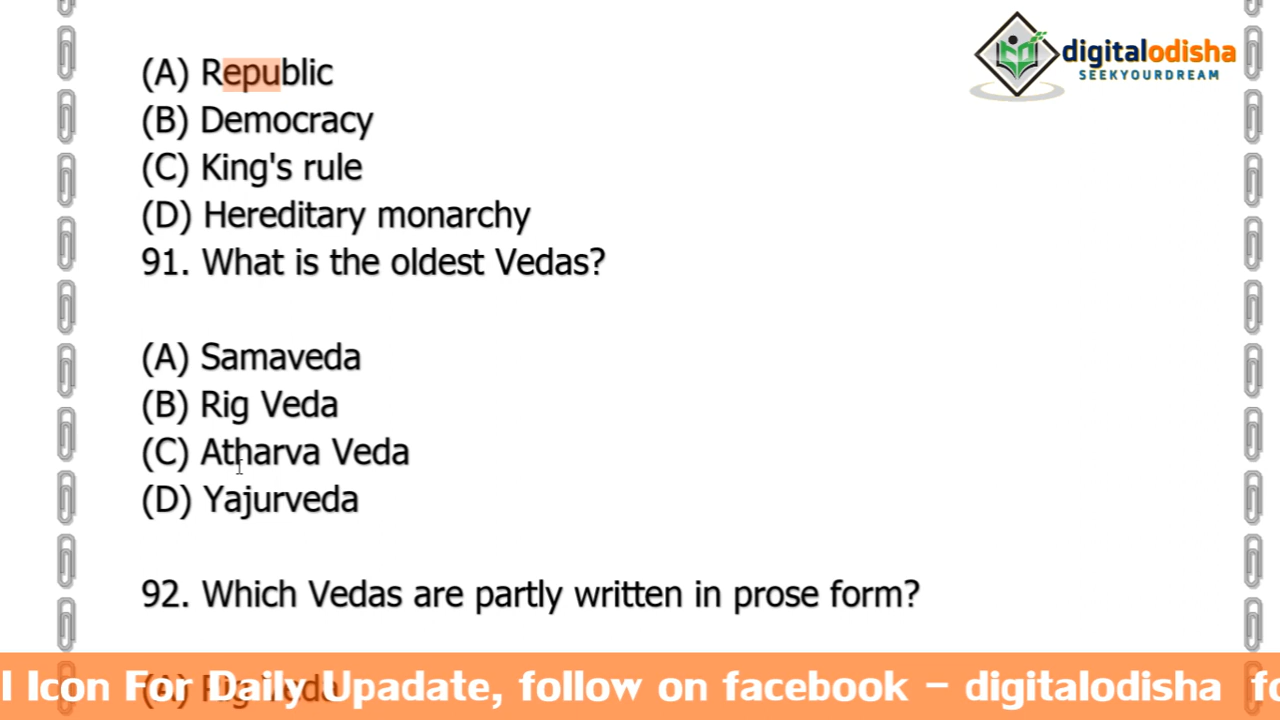 digitalodisha
SEEKYOURDREAM
(A) Republic
(B) Democracy
(C) King's rule
(D) Hereditary monarchy
91. What is the oldest Vedas?
(A) Samaveda
(B) Rig Veda
(C) Atharva Veda
(D) Yajurveda
92. Which Vedas are partly written in prose form?
(A) Rig Veda
l Icon For Daily Upadate, follow on facebook – digitalodisha fo